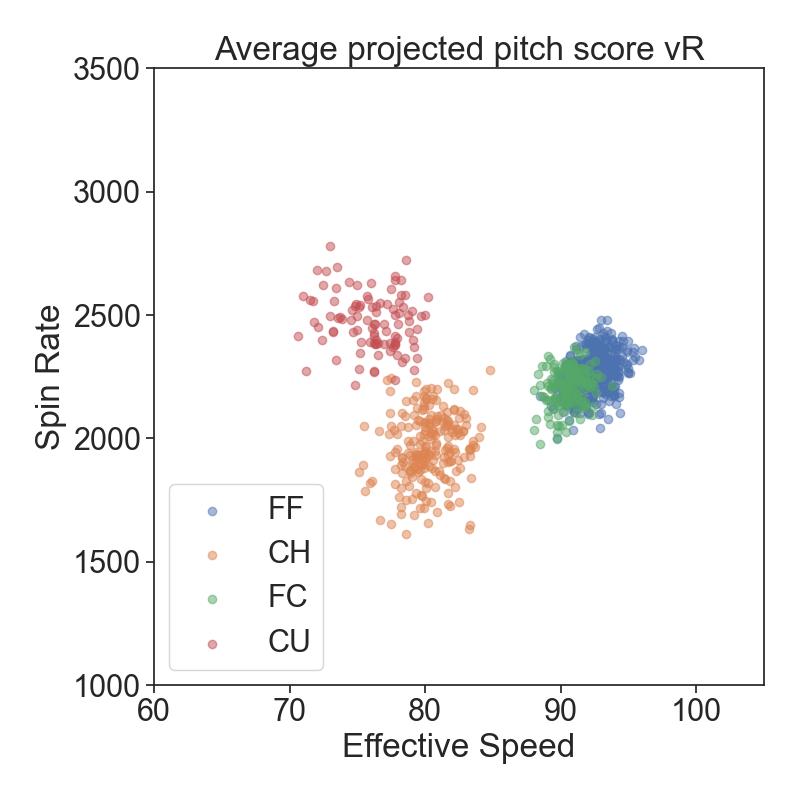 Average projected pitch score vR
3500
3000
2500
2000
1500
1000
Spin Rate
FF
CH
FC
CU
60 70 80 90 100
Effective Speed